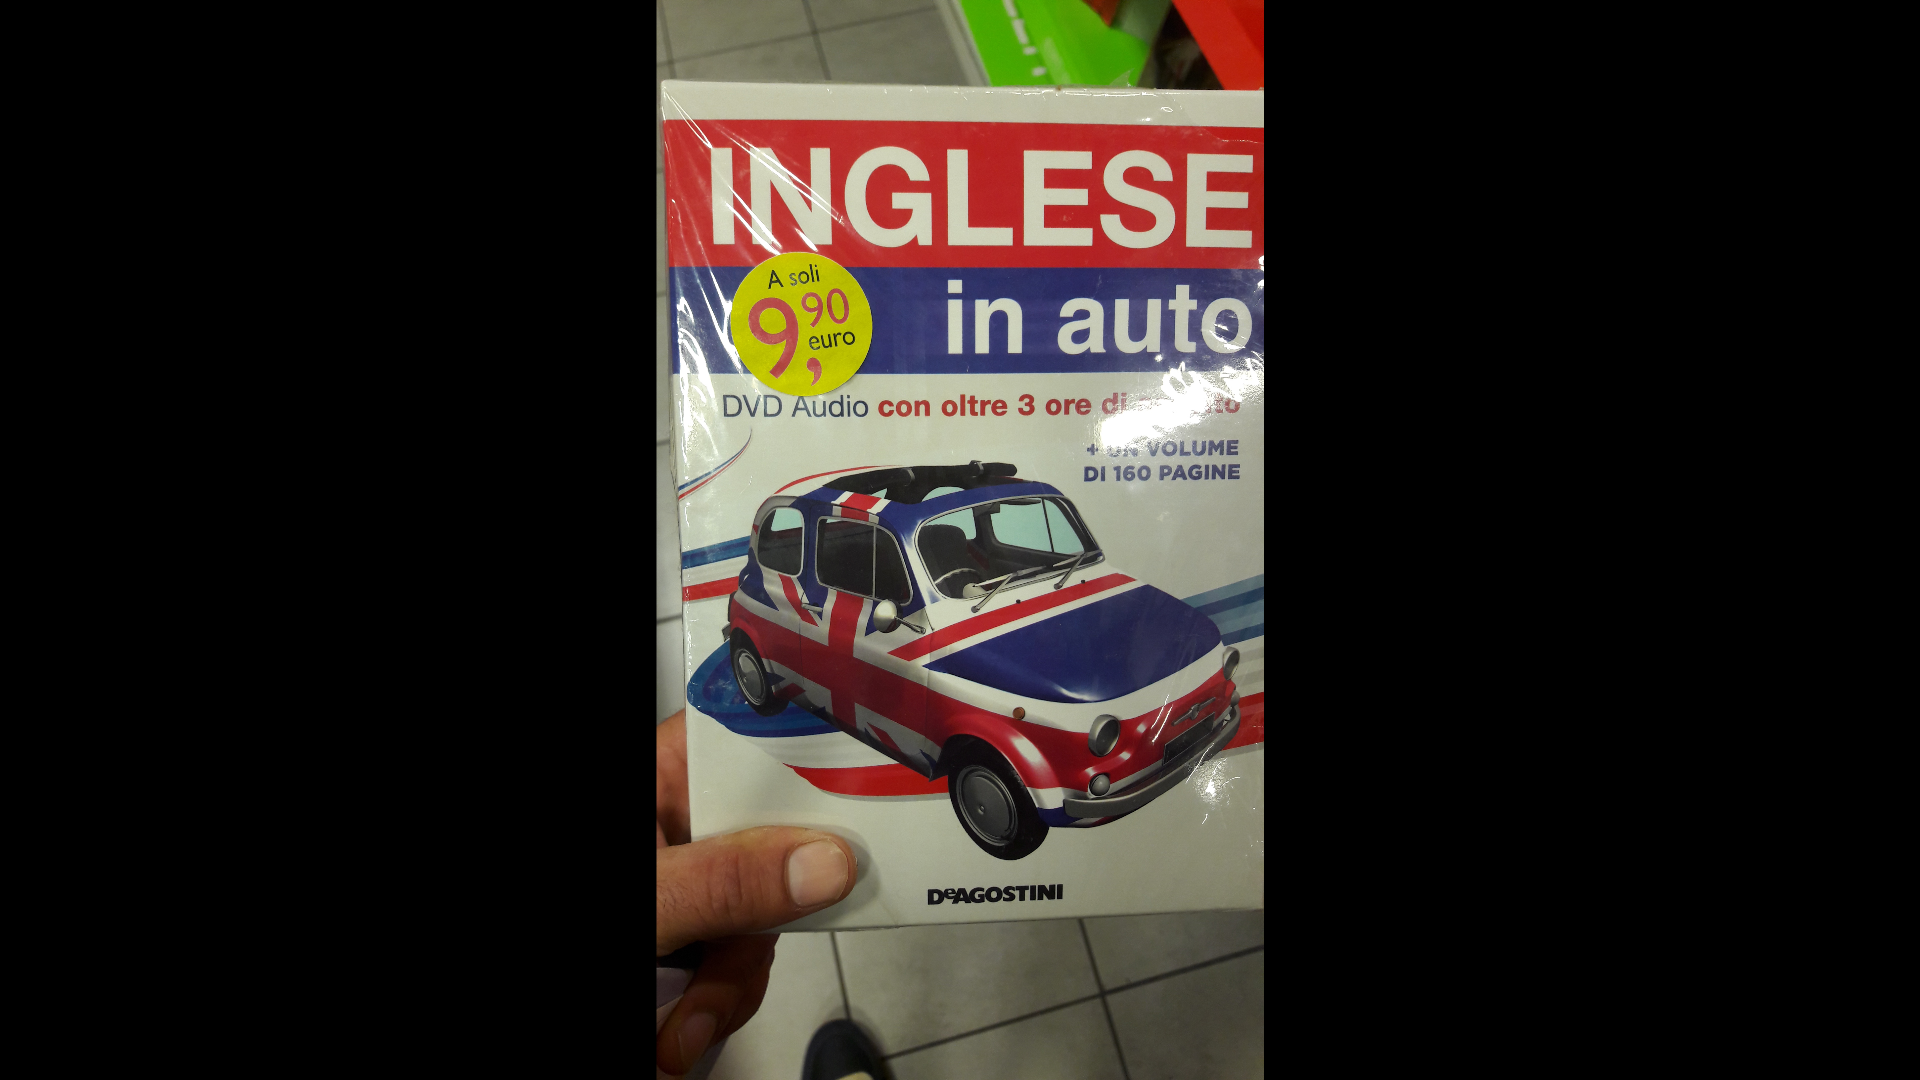 INGLESE
in auto
A soli
9,90
euro
DVD Audio con oltre 3 ore di
+ UN VOLUME
DI 160 PAGINE
DeAGOSTINI